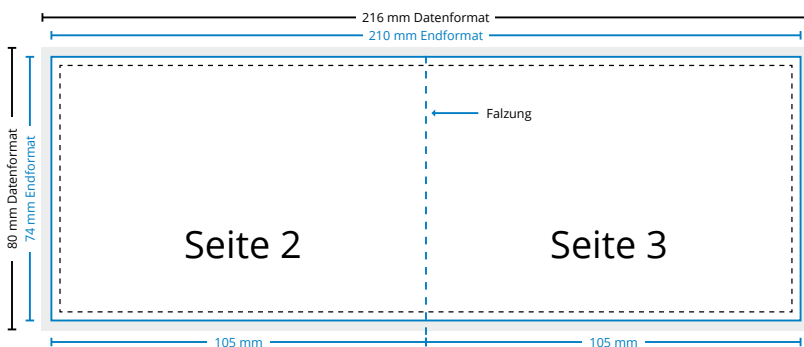 216 mm Datenformat
210 mm Endformat
80 mm Datenformat
74 mm Endformat
Falzung
Seite 2
Seite 3
105 mm
105 mm